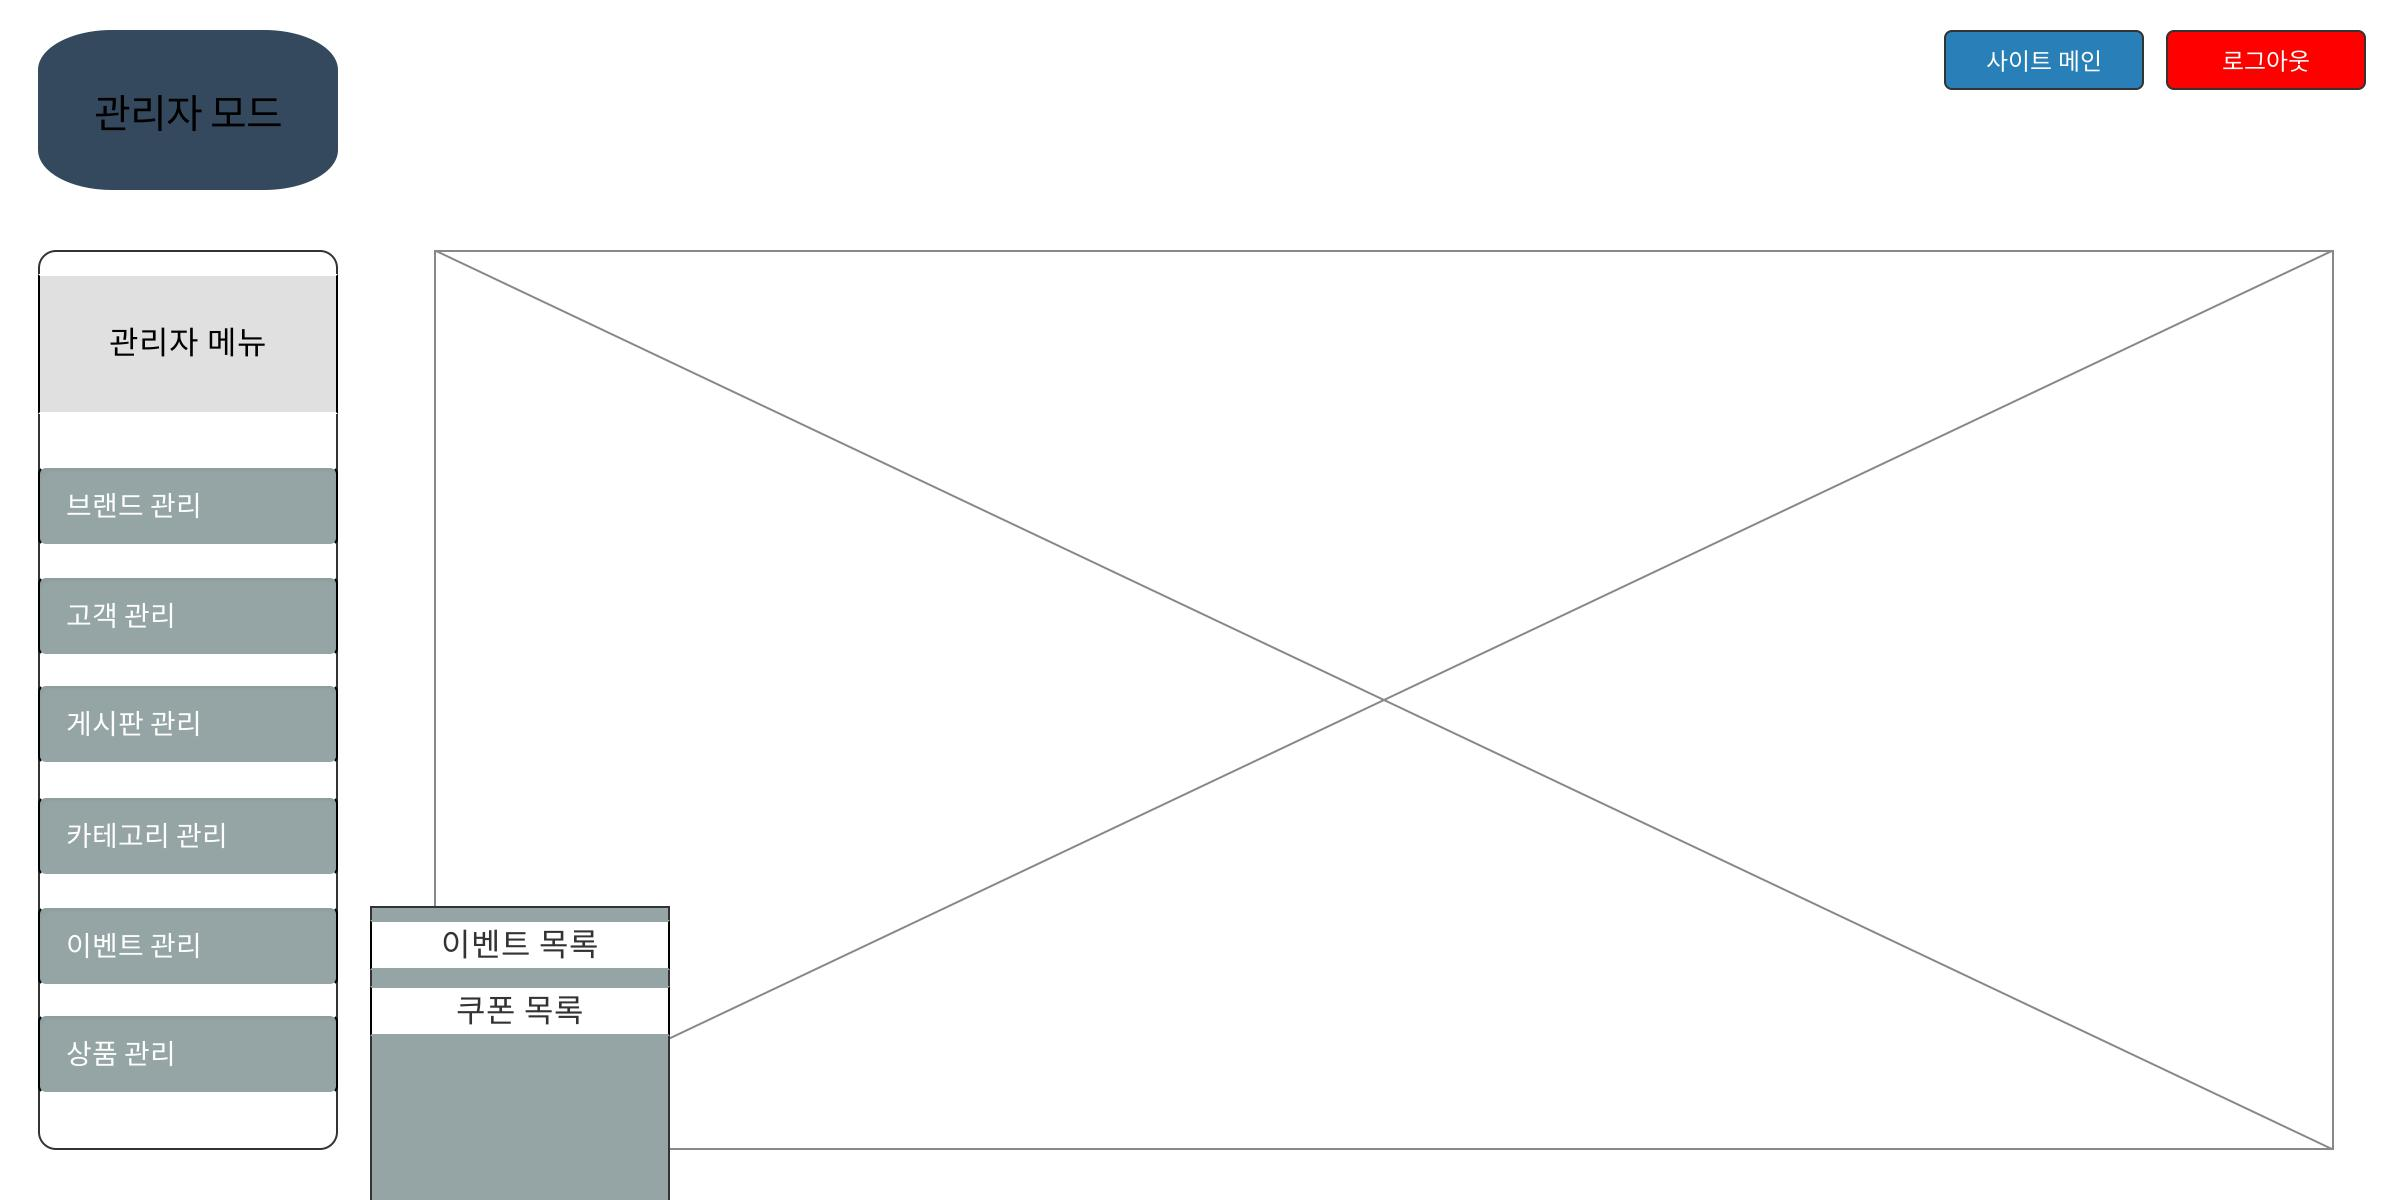 관리자 모드
사이트 메인
로그아웃
관리자 메뉴
브랜드 관리
고객 관리
게시판 관리
카테고리 관리
이벤트 관리
상품 관리
이벤트 목록
쿠폰 목록